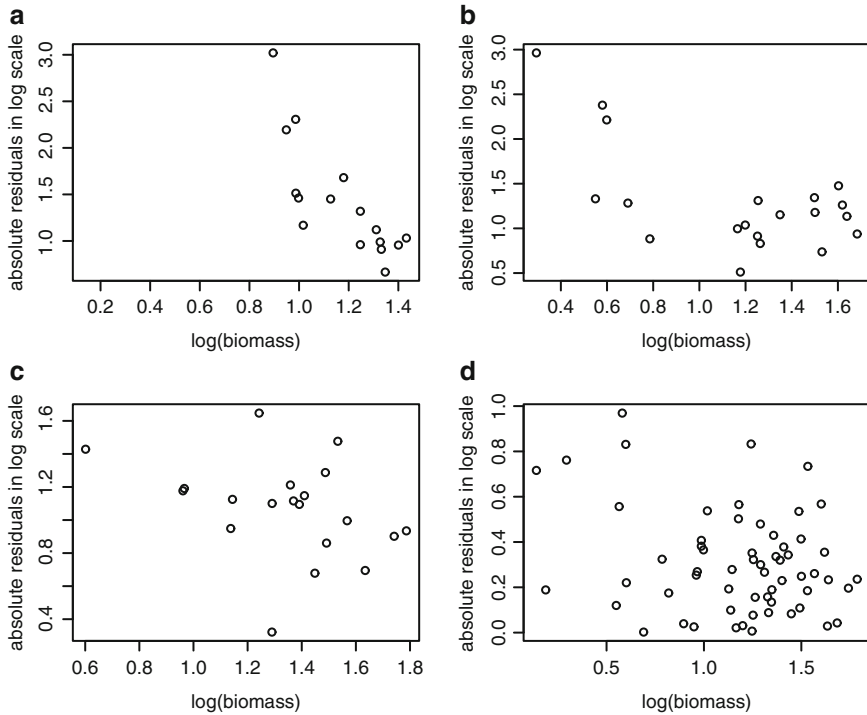 a
absolute residuals in log scale
3.0
2.5
2.0
1.5
1.0
0.2 0.4 0.6 0.8 1.0 1.2 1.4
log(biomass)
b
absolute residuals in log scale
3.0
2.5
2.0
1.5
1.0
0.5
0.4 0.6 0.8 1.0 1.2 1.4 1.6
log(biomass)
c
absolute residuals in log scale
1.6
1.2
0.8
0.4
0.6 0.8 1.0 1.2 1.4 1.6 1.8
log(biomass)
d
absolute residuals in log scale
1.0
0.8
0.6
0.4
0.2
0.0
0.5 1.0 1.5
log(biomass)